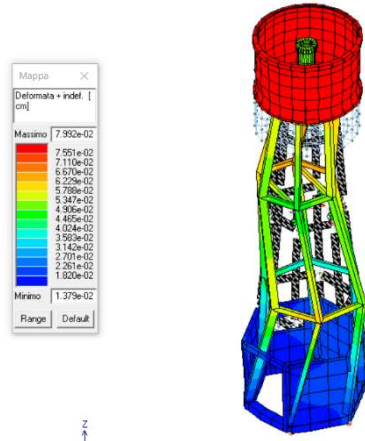 Mappa
Deformata + indef. [
cm]
Massimo 7.992e-02
7.551e-02
7.110e-02
6.670e-02
6.229e-02
5.788e-02
5.347e-02
4.906e-02
4.465e-02
4.024e-02
3.583e-02
3.142e-02
2.701e-02
2.261e-02
1.820e-02
Minimo 1.379e-02
Range Default
Z